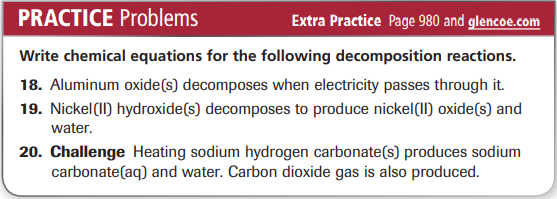 PRACTICE Problems
Extra Practice Page 980 and glencoe.com
Write chemical equations for the following decomposition reactions.
18. Aluminum oxide(s) decomposes when electricity passes through it.
19. Nickel(II) hydroxide(s) decomposes to produce nickel(II) oxide(s) and
water.
20. Challenge Heating sodium hydrogen carbonate(s) produces sodium
carbonate(aq) and water. Carbon dioxide gas is also produced.